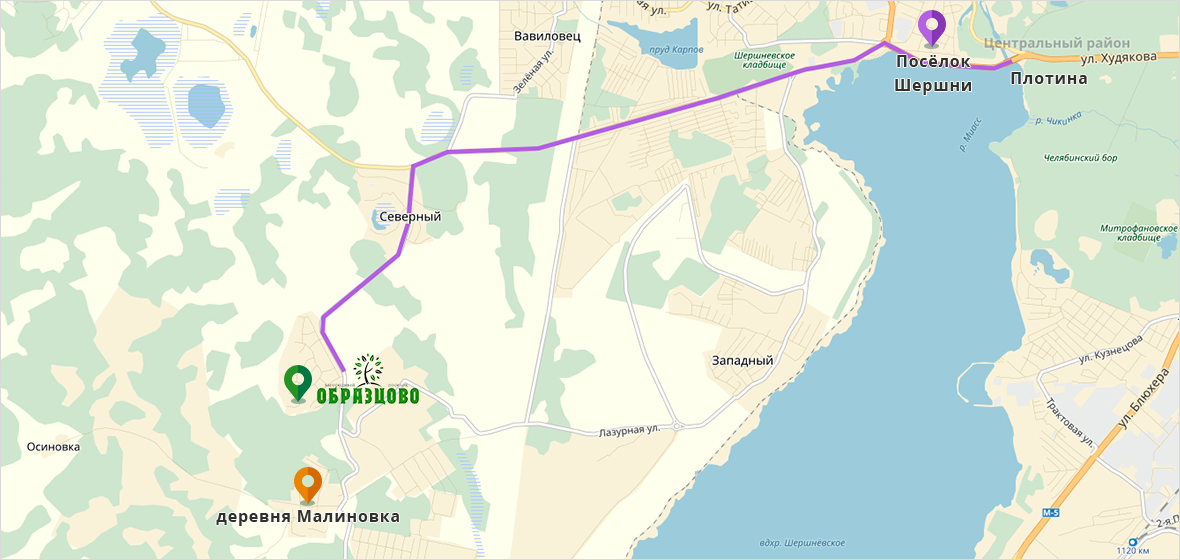 ул. Тати
Вавиловец
пруд Карпов
Шершнёвское
кладбище
Центральный район
ул. Худякова
Посёлок
Шершни
Плотина
Зелёная ул.
р. Миасс
р. Чикинка
Челябинский бор
Северный
Митрофановское
кладбище
ул. Кузнецова
Западный
ул. Блюхера
ОБРАЗЦОВО
Трактовая ул.
Лазурная ул.
Осиновка
деревня Малиновка
М-5
2-я П
вдхр. Шершнёвское
1120 км